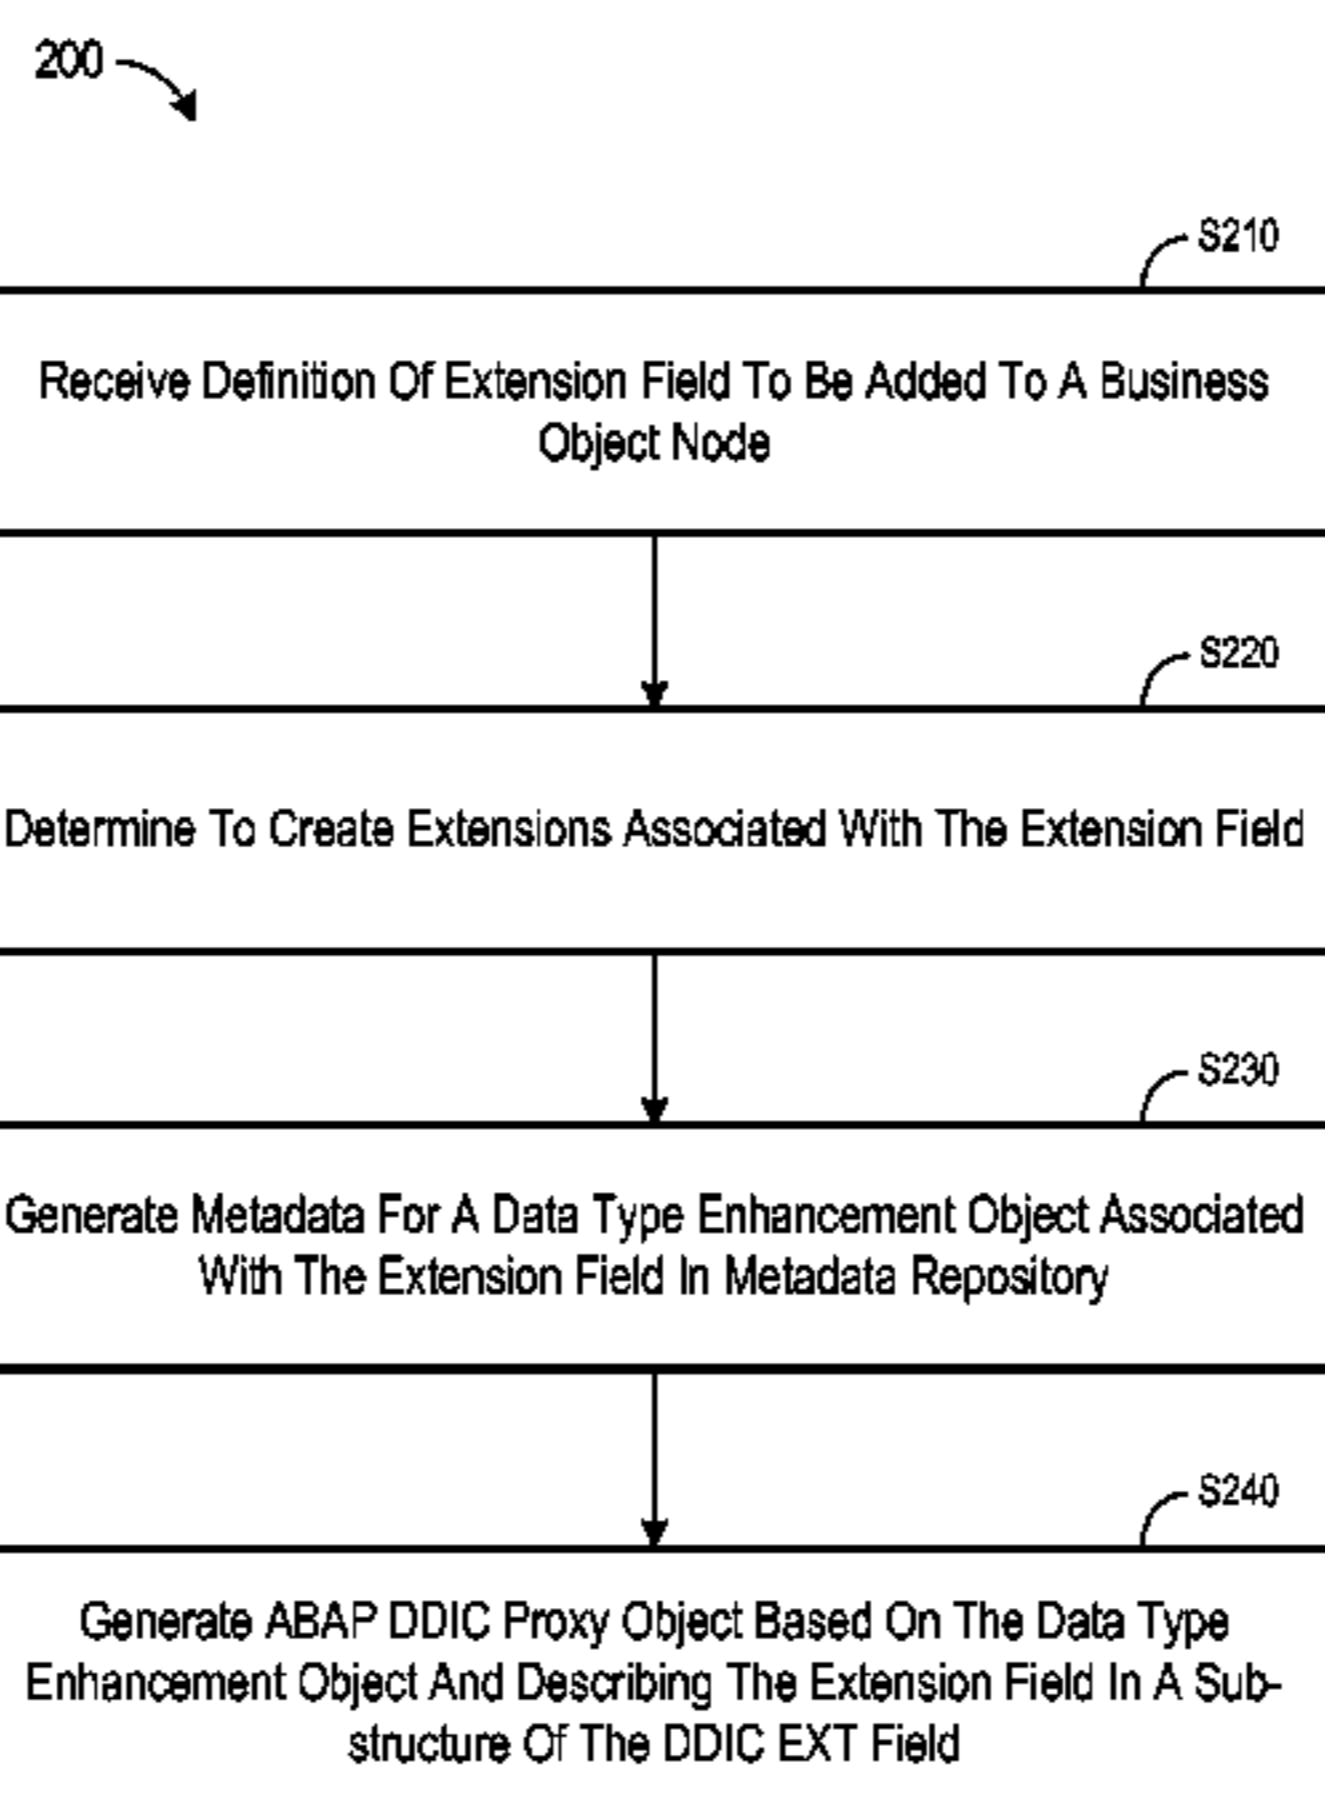 200
S210
Receive Definition Of Extension Field To Be Added To A Business
Object Node
S220
Determine To Create Extensions Associated With The Extension Field
S230
Generate Metadata For A Data Type Enhancement Object Associated
With The Extension Field In Metadata Repository
S240
Generate ABAP DDIC Proxy Object Based On The Data Type
Enhancement Object And Describing The Extension Field In A Sub-
structure Of The DDIC EXT Field